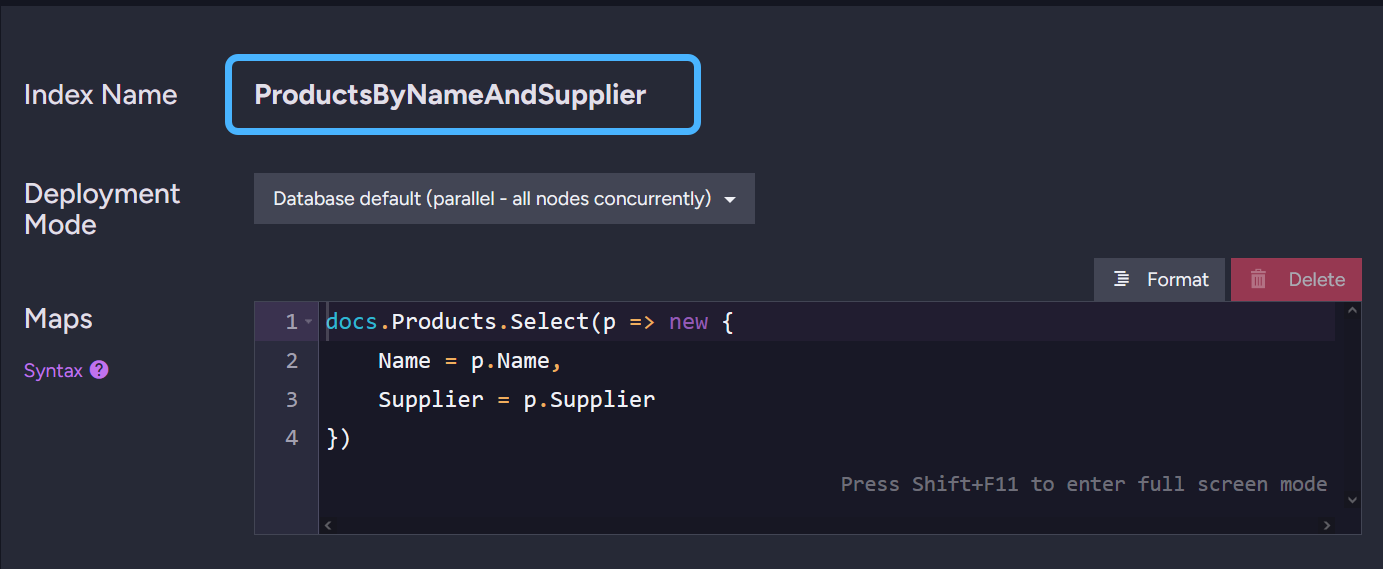 Index Name
ProductsByNameAndSupplier
Deployment
Mode
Database default (parallel - all nodes concurrently)
Format
Delete
Maps
Syntax ?
1 docs.Products.Select(p => new {
2     Name = p.Name,
3     Supplier = p.Supplier
4 })
Press Shift+F11 to enter full screen mode